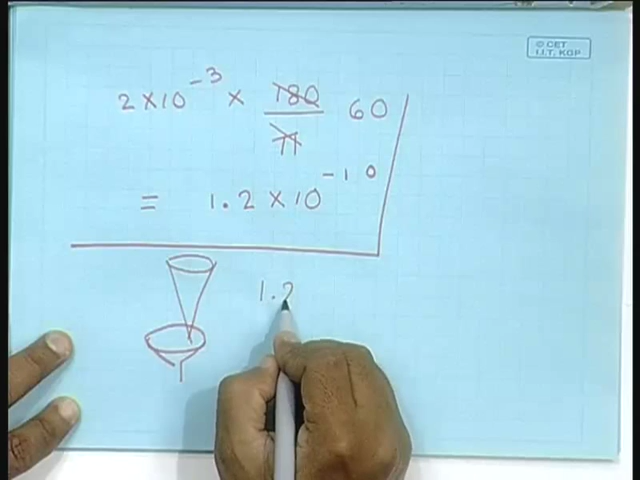 © CET
I.I.T. KGP
2 × 10⁻³ × 180/π 60
= 1.2 × 10⁻¹⁰
1.2